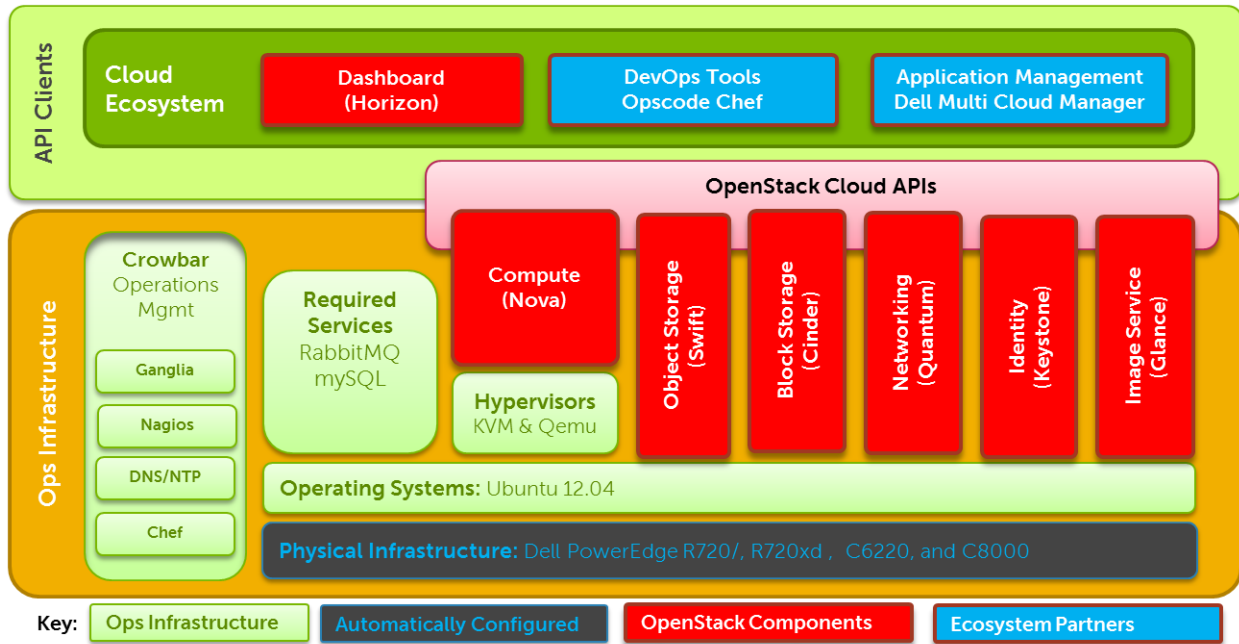 API Clients
Cloud
Ecosystem
Dashboard
(Horizon)
DevOps Tools
Opscode Chef
Application Management
Dell Multi Cloud Manager
OpenStack Cloud APIs
Ops Infrastructure
Crowbar
Operations
Mgmt
Ganglia
Nagios
DNS/NTP
Chef
Required
Services
RabbitMQ
mySQL
Compute
(Nova)
Hypervisors
KVM & Qemu
Object Storage
(Swift)
Block Storage
(Cinder)
Networking
(Quantum)
Identity
(Keystone)
Image Service
(Glance)
Operating Systems: Ubuntu 12.04
Physical Infrastructure: Dell PowerEdge R720/, R720xd , C6220, and C8000
Key: Ops Infrastructure Automatically Configured OpenStack Components Ecosystem Partners